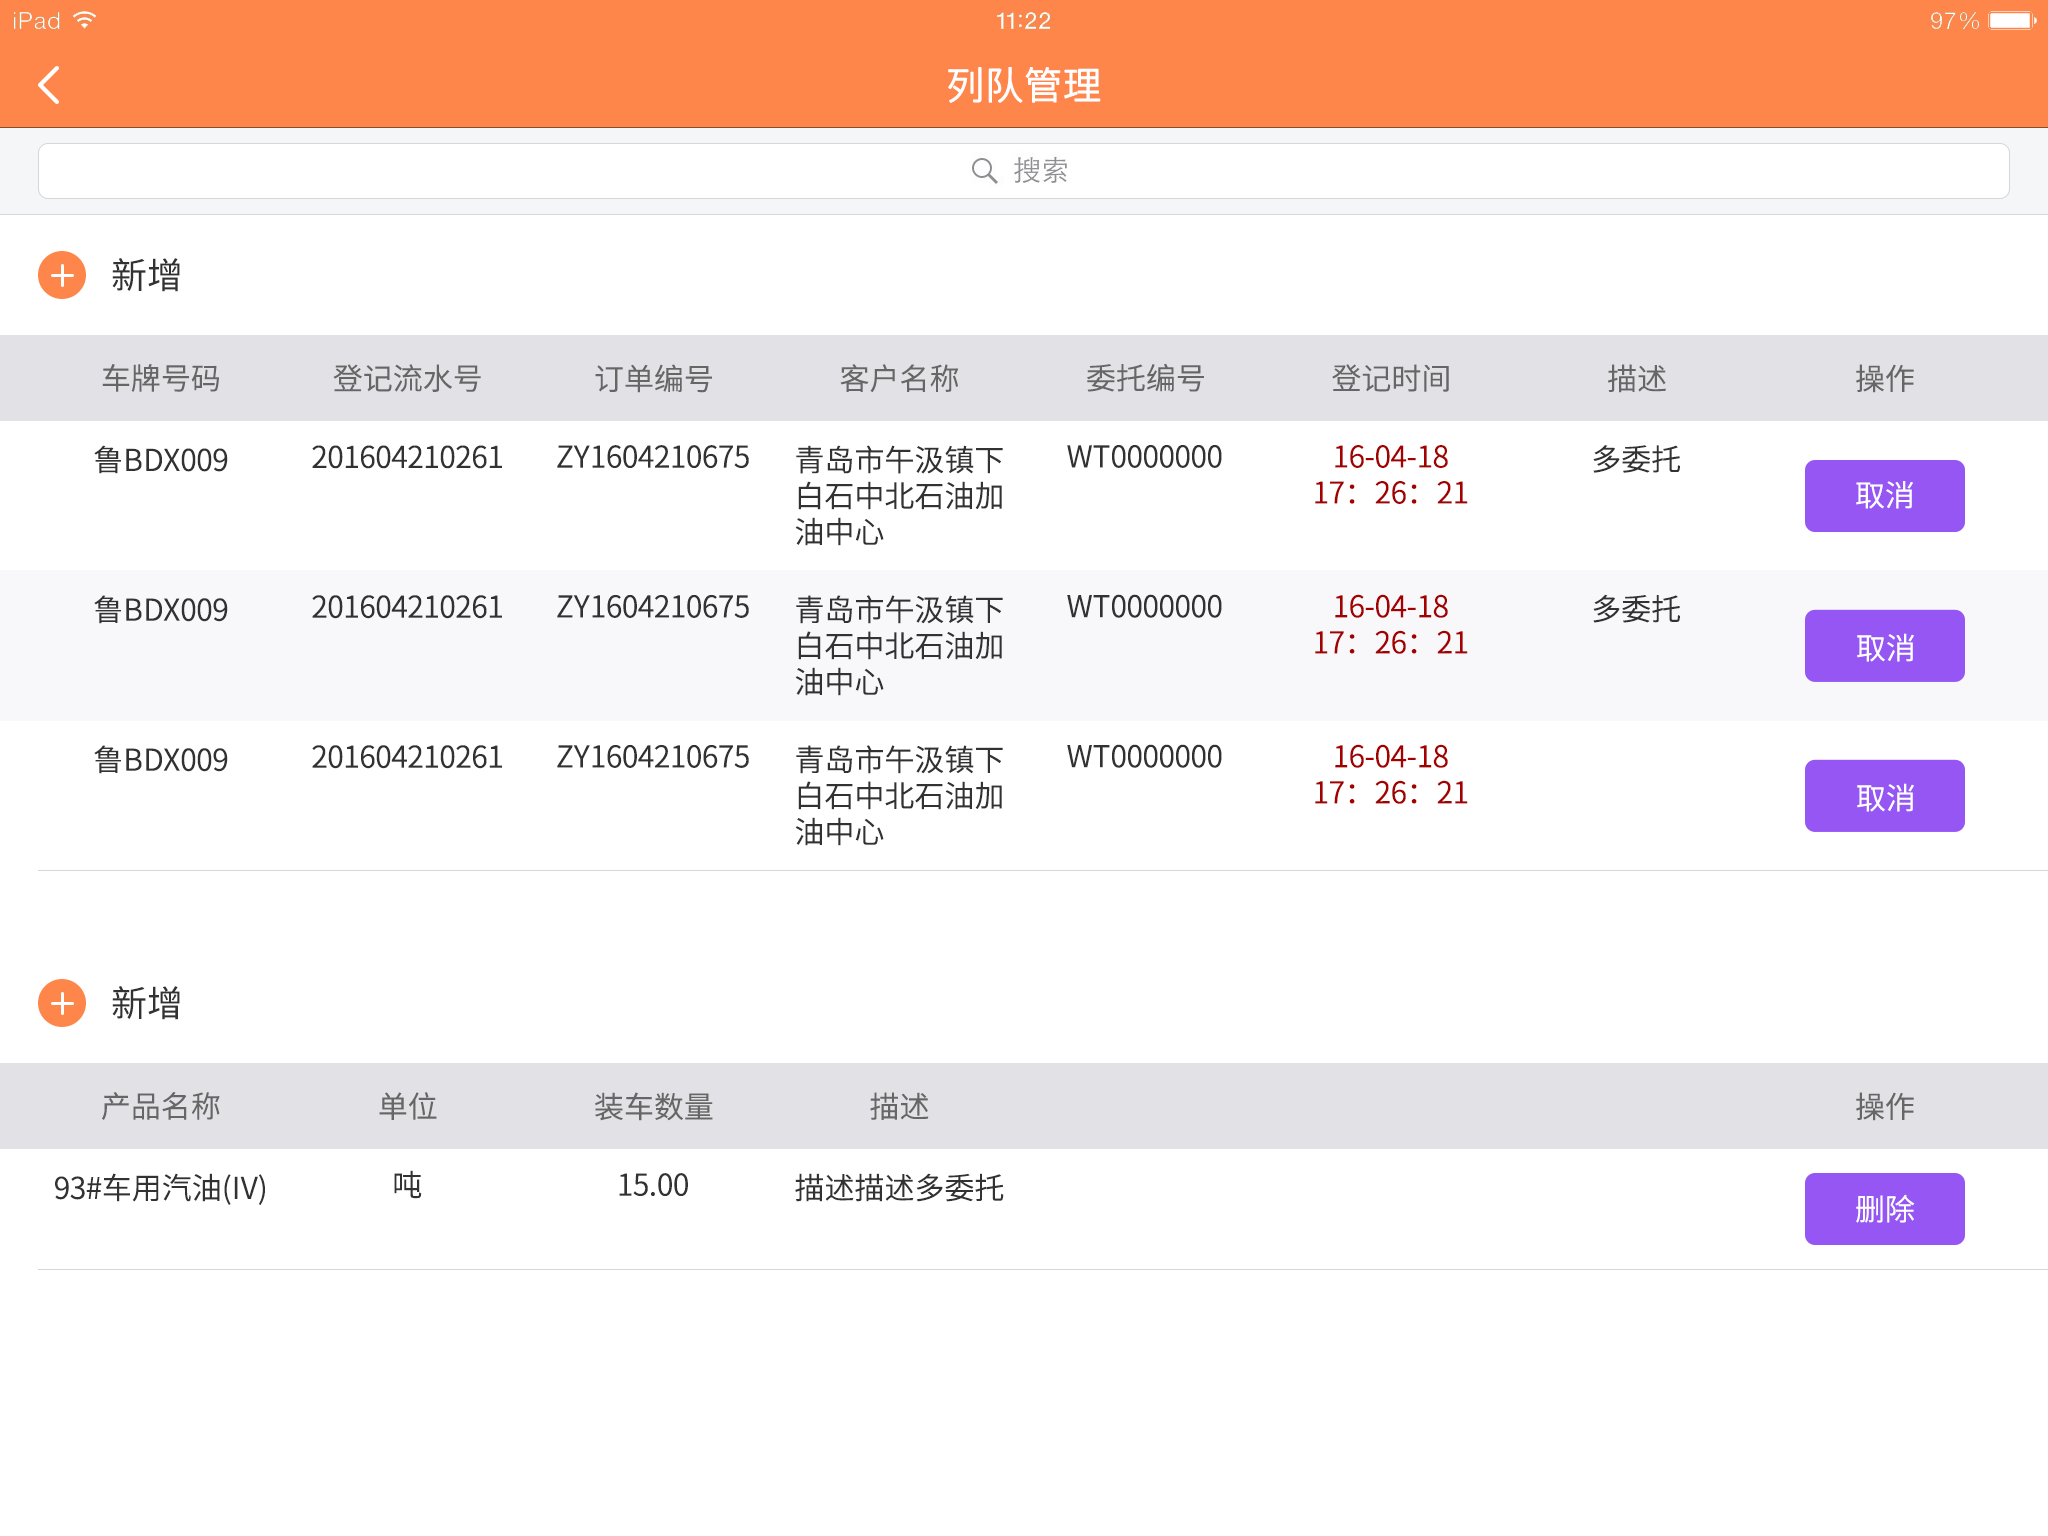 iPad 11:22 97%
列队管理
搜索
新增
车牌号码 登记流水号 订单编号 客户名称 委托编号 登记时间 描述 操作
鲁BDX009 201604210261 ZY1604210675 青岛市午汲镇下 WT0000000 16-04-18 多委托
白石中北石油加 17：26：21 取消
油中心
鲁BDX009 201604210261 ZY1604210675 青岛市午汲镇下 WT0000000 16-04-18 多委托
白石中北石油加 17：26：21 取消
油中心
鲁BDX009 201604210261 ZY1604210675 青岛市午汲镇下 WT0000000 16-04-18
白石中北石油加 17：26：21 取消
油中心
新增
产品名称 单位 装车数量 描述 操作
93#车用汽油(IV) 吨 15.00 描述描述多委托 删除